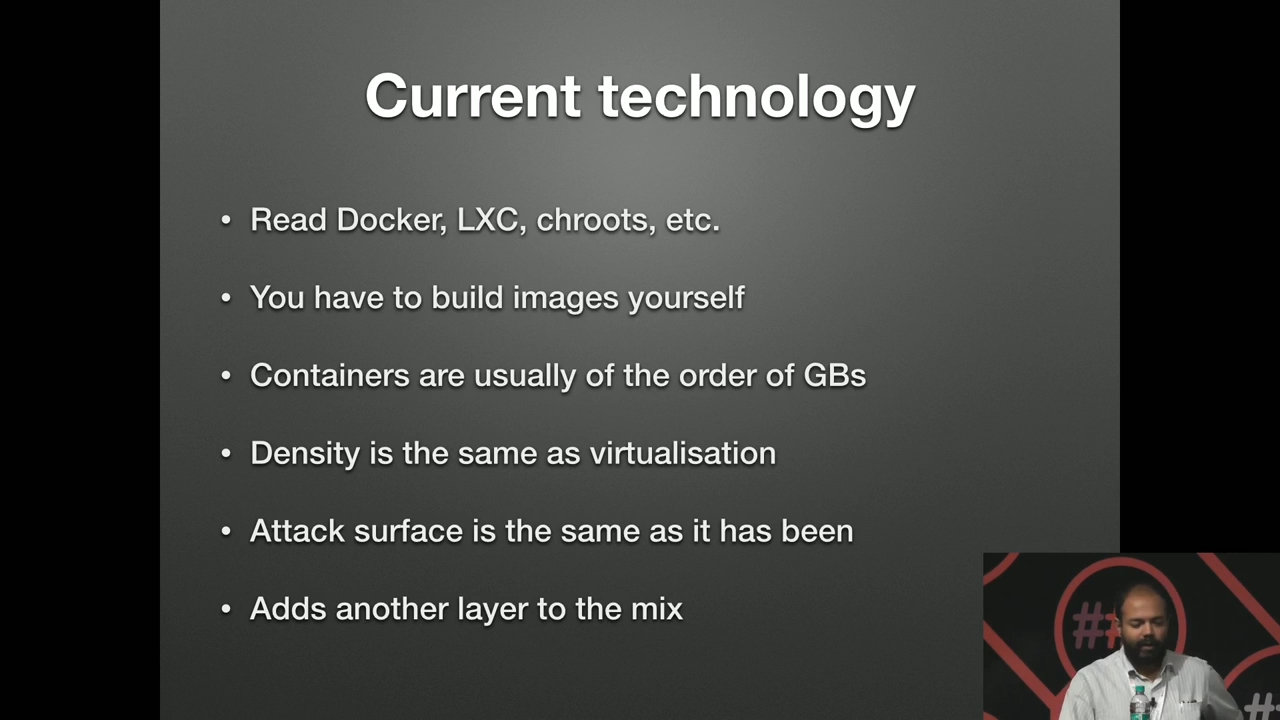 Current technology
• Read Docker, LXC, chroots, etc.
• You have to build images yourself
• Containers are usually of the order of GBs
• Density is the same as virtualisation
• Attack surface is the same as it has been
• Adds another layer to the mix
##
#